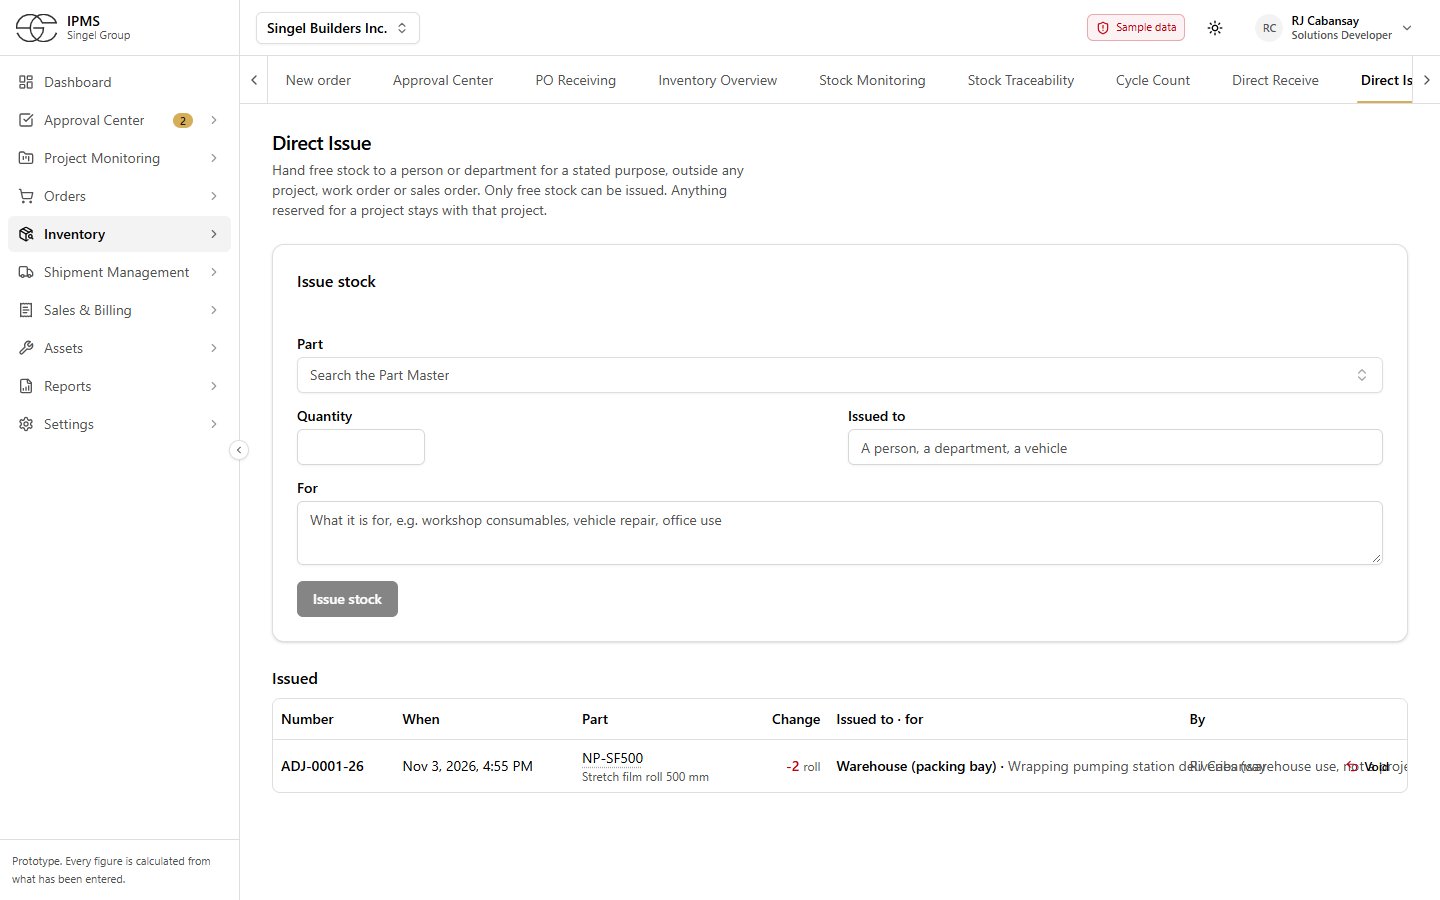 IPMS
Singel Group
Singel Builders Inc.
Sample data
RC
RJ Cabansay
Solutions Developer
Dashboard
Approval Center 2
Project Monitoring
Orders
Inventory
Shipment Management
Sales & Billing
Assets
Reports
Settings
Prototype. Every figure is calculated from
what has been entered.
New order Approval Center PO Receiving Inventory Overview Stock Monitoring Stock Traceability Cycle Count Direct Receive Direct Is
Direct Issue
Hand free stock to a person or department for a stated purpose, outside any
project, work order or sales order. Only free stock can be issued. Anything
reserved for a project stays with that project.
Issue stock
Part
Search the Part Master
Quantity Issued to
A person, a department, a vehicle
For
What it is for, e.g. workshop consumables, vehicle repair, office use
Issue stock
Issued
Number When Part Change Issued to · for By
ADJ-0001-26 Nov 3, 2026, 4:55 PM NP-SF500 -2 roll Warehouse (packing bay) · Wrapping pumping station deliveries (warehouse use, not a proje RJ Cabansay Void
Stretch film roll 500 mm